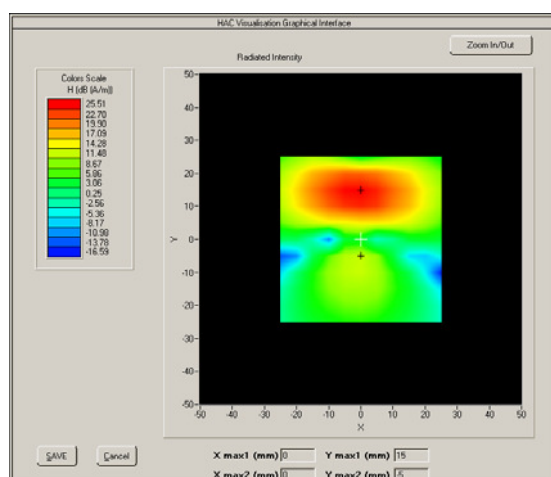 HAC Visualisation Graphical Interface
Zoom In/Out
Radiated Intensity
Colors Scale
H (dB (A/m))
25.51
22.70
19.90
17.09
14.28
11.48
8.67
5.86
3.06
0.25
-2.56
-5.36
-8.17
-10.98
-13.78
-16.59
50
40
30
20
10
0
-10
-20
-30
-40
-50
Y
-50 -40 -30 -20 -10 0 10 20 30 40 50
X
SAVE Cancel
X max1 (mm) 0 Y max1 (mm) 15
X max2 (mm) 0 Y max2 (mm) -5